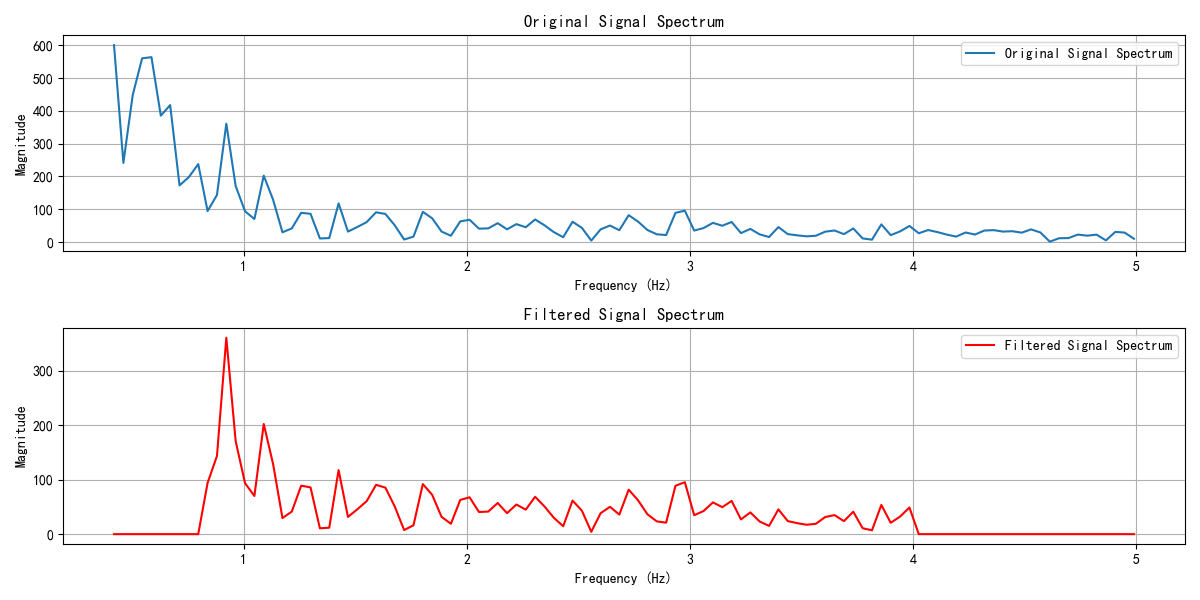 Original Signal Spectrum
Original Signal Spectrum
600
500
400
300
200
100
0
Magnitude
1
2
3
4
5
Frequency (Hz)
Filtered Signal Spectrum
Filtered Signal Spectrum
300
200
100
0
Magnitude
1
2
3
4
5
Frequency (Hz)